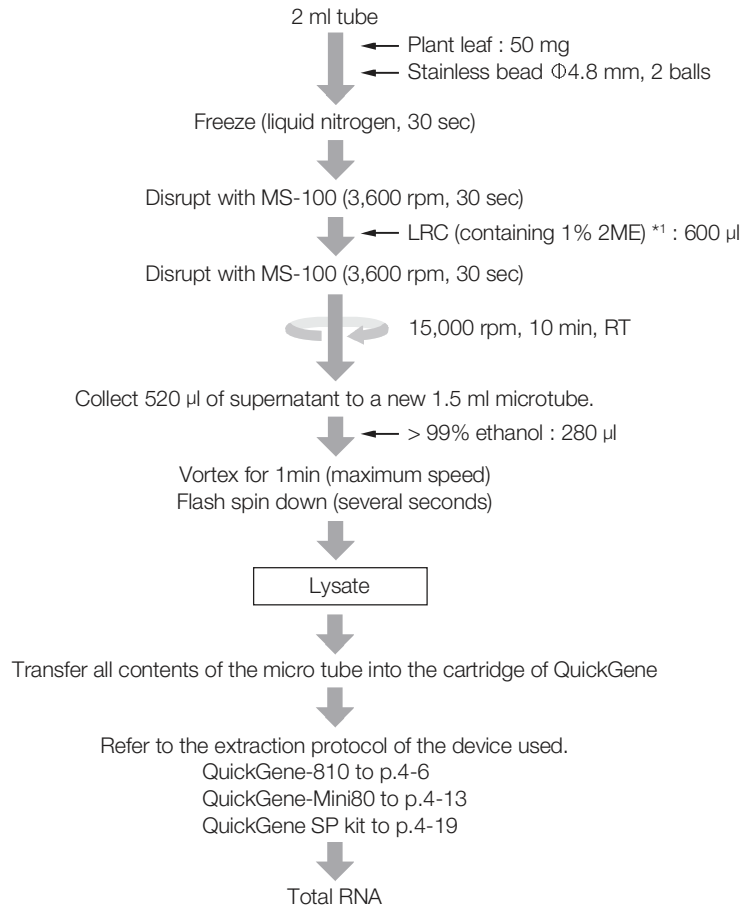 2 ml tube
Plant leaf : 50 mg
Stainless bead Φ4.8 mm, 2 balls
Freeze (liquid nitrogen, 30 sec)
Disrupt with MS-100 (3,600 rpm, 30 sec)
LRC (containing 1% 2ME) *1 : 600 µl
Disrupt with MS-100 (3,600 rpm, 30 sec)
15,000 rpm, 10 min, RT
Collect 520 µl of supernatant to a new 1.5 ml microtube.
> 99% ethanol : 280 µl
Vortex for 1min (maximum speed)
Flash spin down (several seconds)
Lysate
Transfer all contents of the micro tube into the cartridge of QuickGene
Refer to the extraction protocol of the device used.
QuickGene-810 to p.4-6
QuickGene-Mini80 to p.4-13
QuickGene SP kit to p.4-19
Total RNA